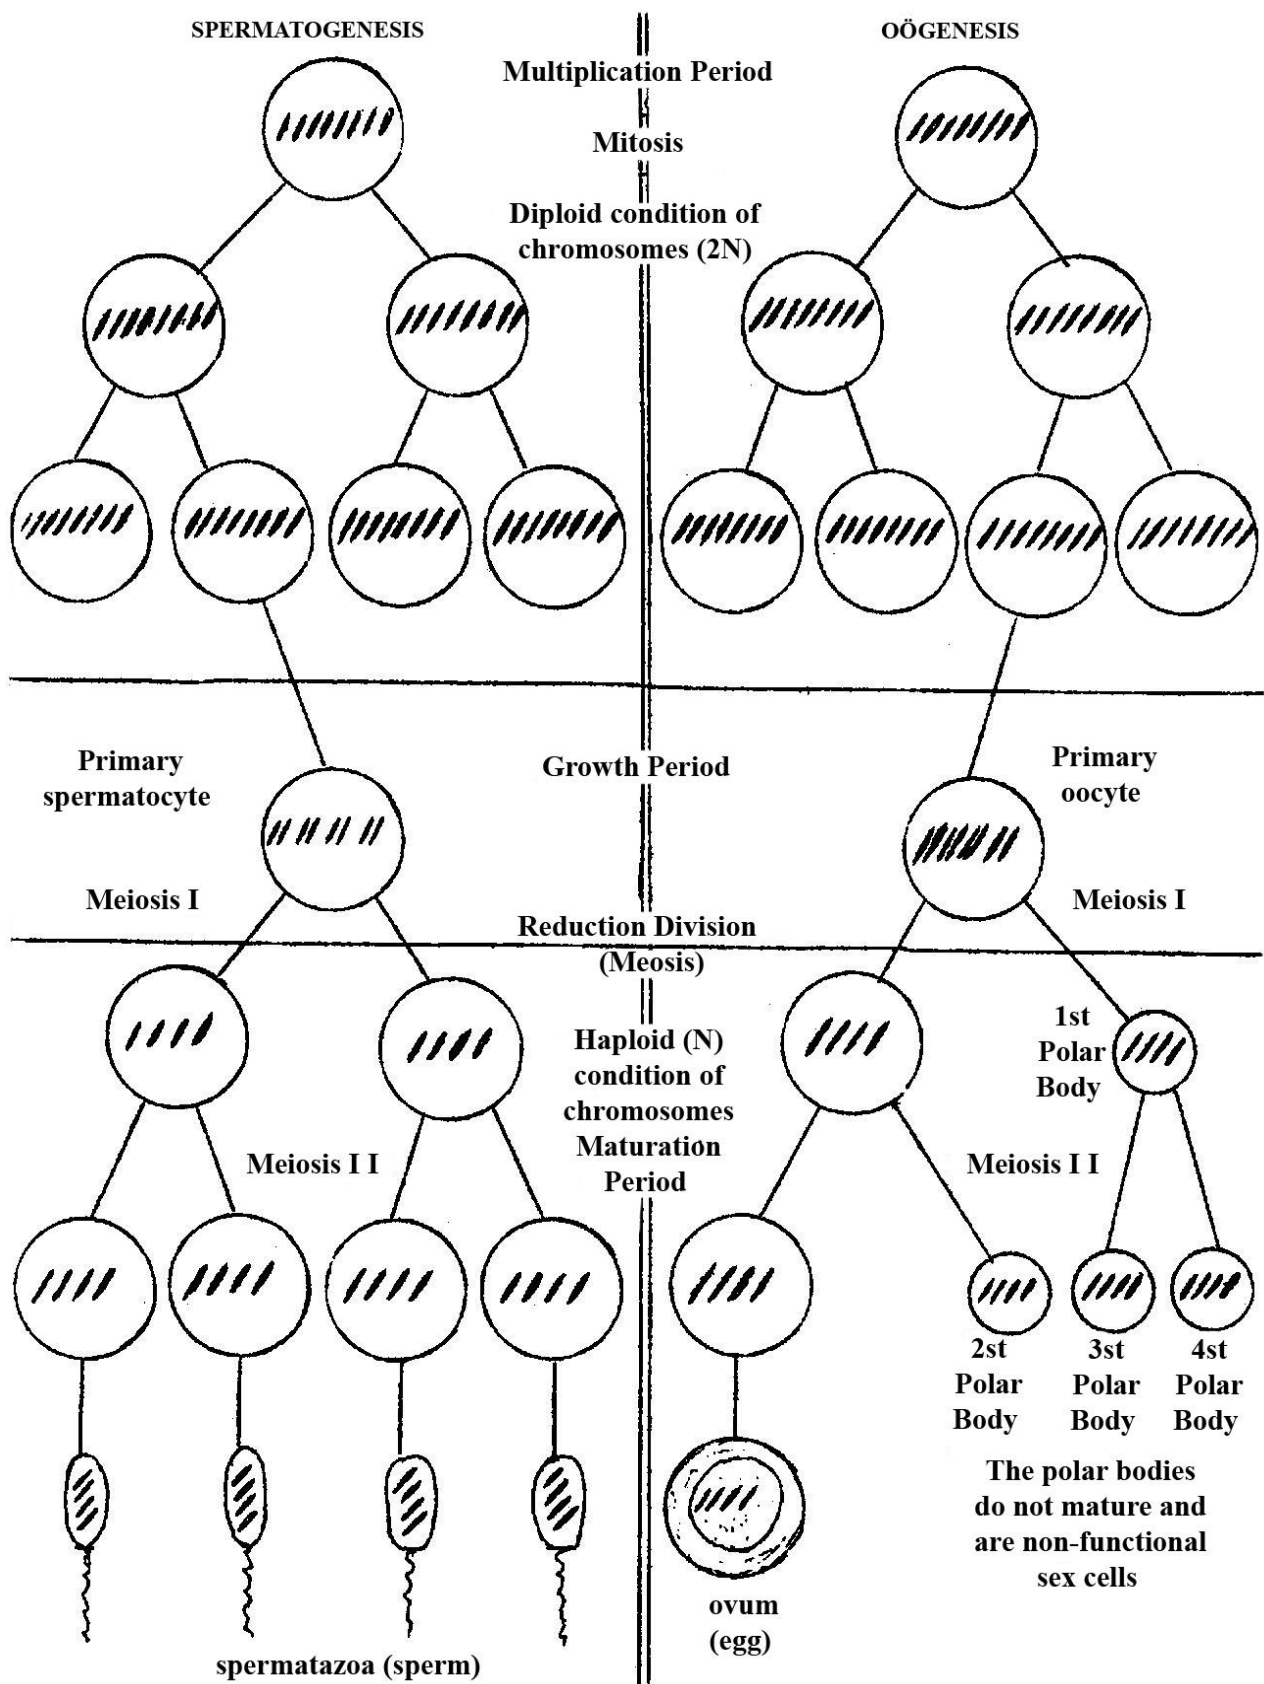 SPERMATOGENESIS
OÖGENESIS
Multiplication Period
Mitosis
Diploid condition of
chromosomes (2N)
Primary
spermatocyte
Growth Period
Primary
oocyte
Meiosis I
Meiosis I
Reduction Division
(Meosis)
Haploid (N)
condition of
chromosomes
Maturation
Period
1st
Polar
Body
Meiosis I I
Meiosis I I
2st
Polar
Body
3st
Polar
Body
4st
Polar
Body
The polar bodies
do not mature and
are non-functional
sex cells
ovum
(egg)
spermatazoa (sperm)